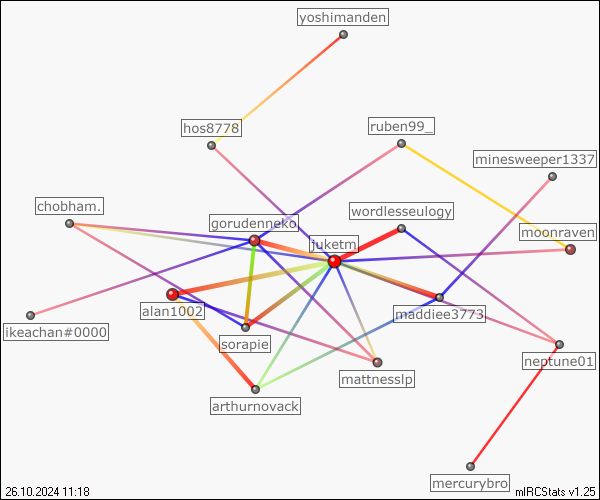 yoshimanden
hos8778
ruben99_
minesweeper1337
chobham.
gorudenneko
wordlesseulogy
juketm
moonraven
alan1002
maddiee3773
ikeachan#0000
sorapie
neptune01
mattnesslp
arthurnovack
mercurybro
26.10.2024 11:18
mIRCStats v1.25